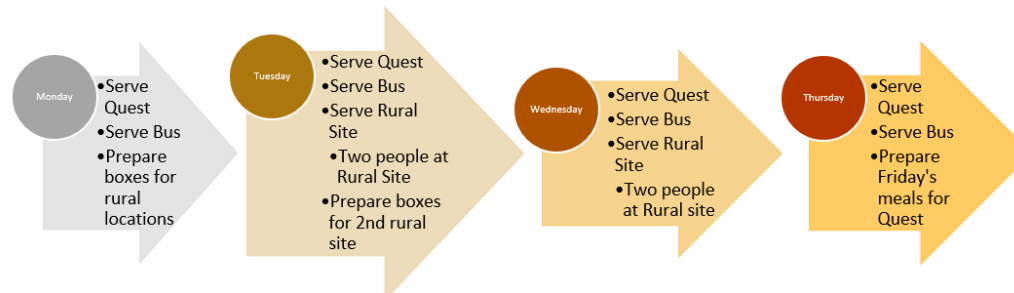 Monday
•Serve
Quest
•Serve Bus
•Prepare
boxes for
rural
locations
Tuesday
•Serve Quest
•Serve Bus
•Serve Rural
Site
•Two people at
Rural Site
•Prepare boxes
for 2nd rural
site
Wednesday
•Serve Quest
•Serve Bus
•Serve Rural
Site
•Two people
at Rural site
Thursday
•Serve
Quest
•Serve Bus
•Prepare
Friday's
meals for
Quest